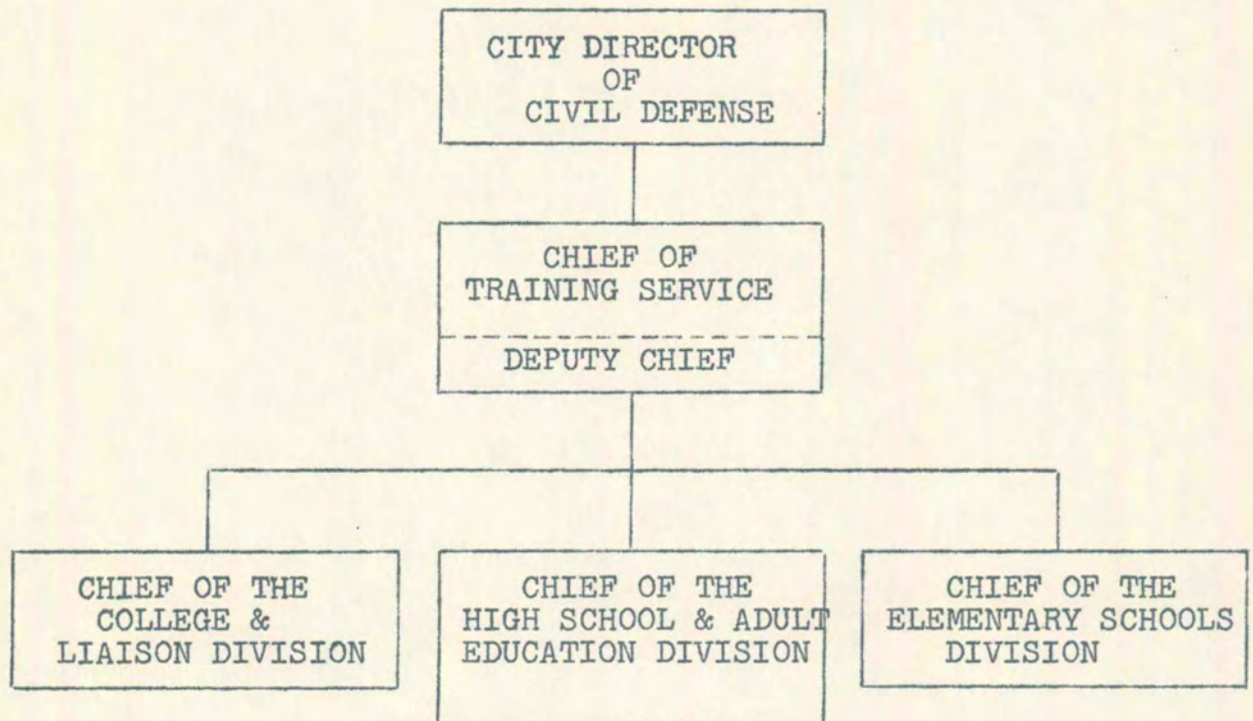 CITY DIRECTOR
OF
CIVIL DEFENSE
CHIEF OF
TRAINING SERVICE
DEPUTY CHIEF
CHIEF OF THE
COLLEGE &
LIAISON DIVISION
CHIEF OF THE
HIGH SCHOOL & ADULT
EDUCATION DIVISION
CHIEF OF THE
ELEMENTARY SCHOOLS
DIVISION